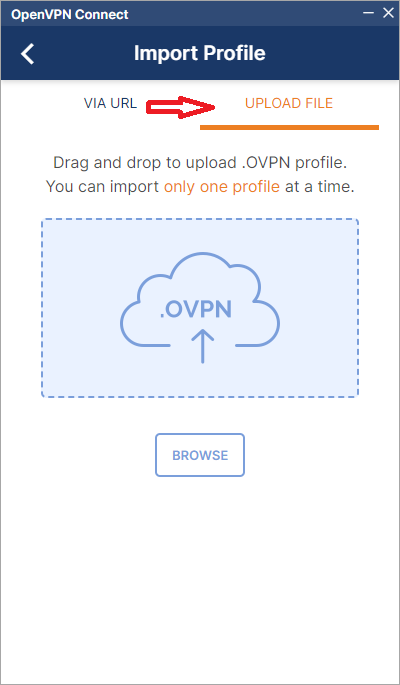 OpenVPN Connect
Import Profile
VIA URL
UPLOAD FILE
Drag and drop to upload .OVPN profile.
You can import only one profile at a time.
.OVPN
BROWSE